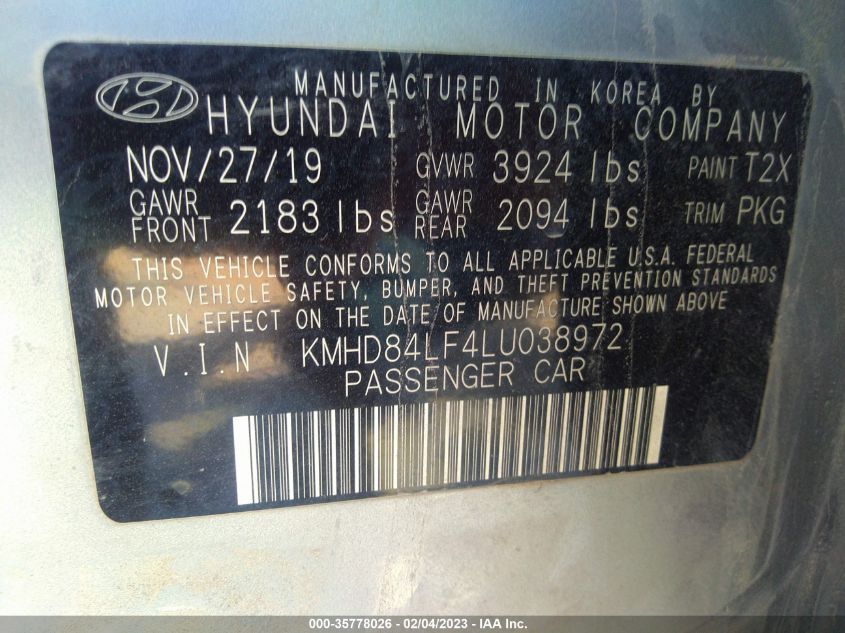 MANUFACTURED IN KOREA BY
HYUNDAI MOTOR COMPANY
NOV/27/19 GVWR 3924 lbs PAINT T2X
GAWR FRONT 2183 lbs GAWR REAR 2094 lbs TRIM PKG
THIS VEHICLE CONFORMS TO ALL APPLICABLE U.S.A. FEDERAL
MOTOR VEHICLE SAFETY, BUMPER, AND THEFT PREVENTION STANDARDS
IN EFFECT ON THE DATE OF MANUFACTURE SHOWN ABOVE
V.I.N KMHD84LF4LU038972
PASSENGER CAR
000-35778026 - 02/04/2023 - IAA Inc.